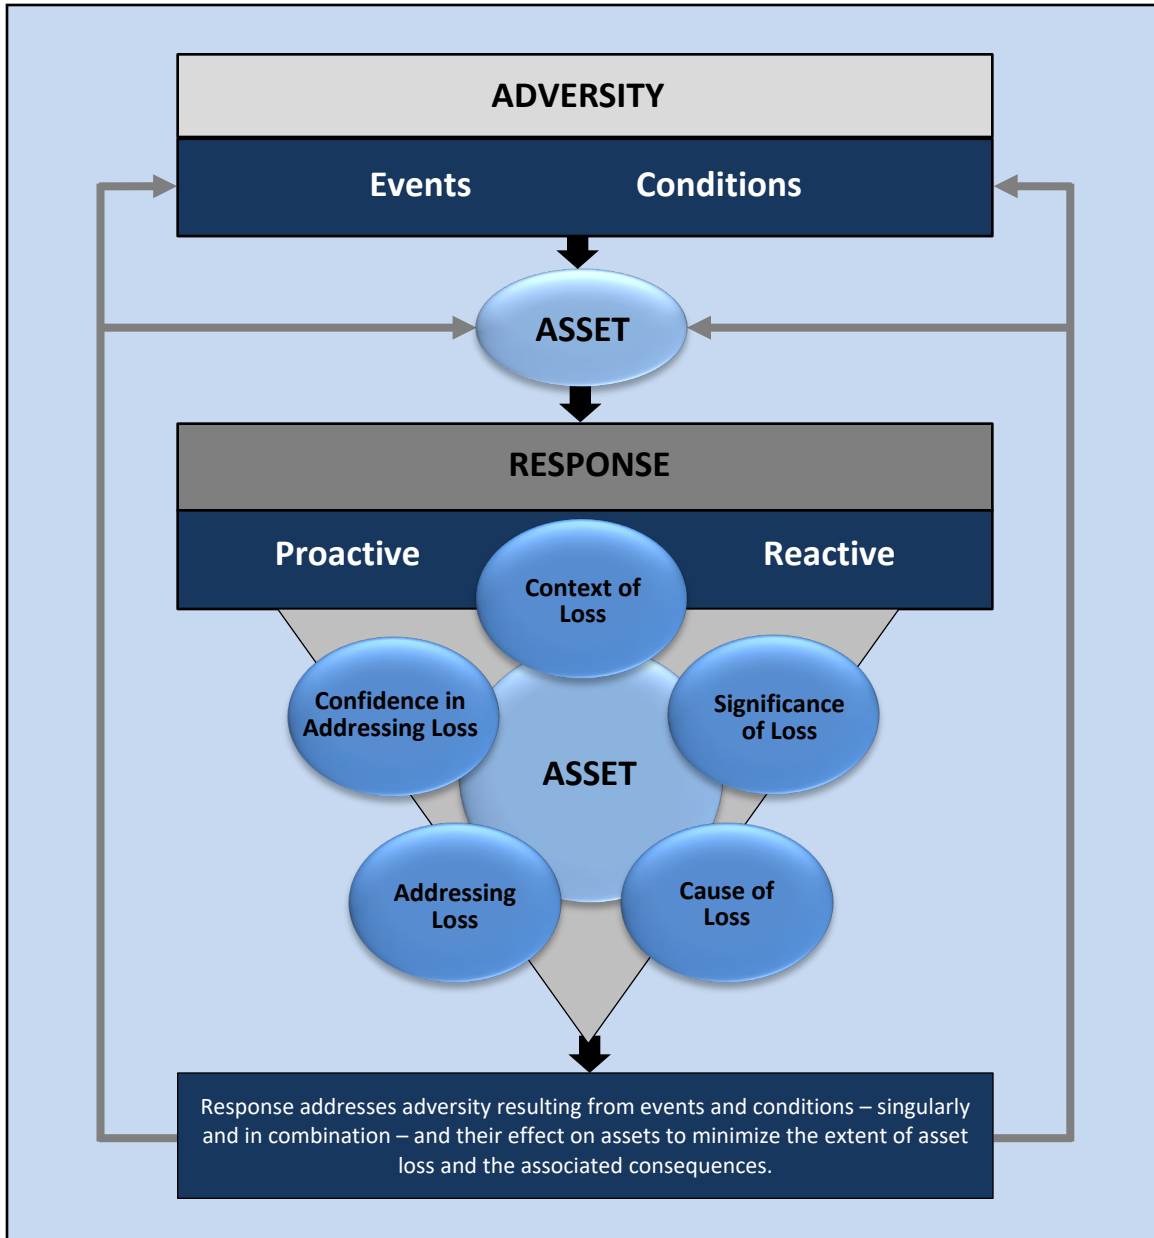 ADVERSITY
Events Conditions
ASSET
RESPONSE
Proactive Reactive
Context of
Loss
Confidence in
Addressing Loss
Significance
of Loss
ASSET
Addressing
Loss
Cause of
Loss
Response addresses adversity resulting from events and conditions – singularly
and in combination – and their effect on assets to minimize the extent of asset
loss and the associated consequences.